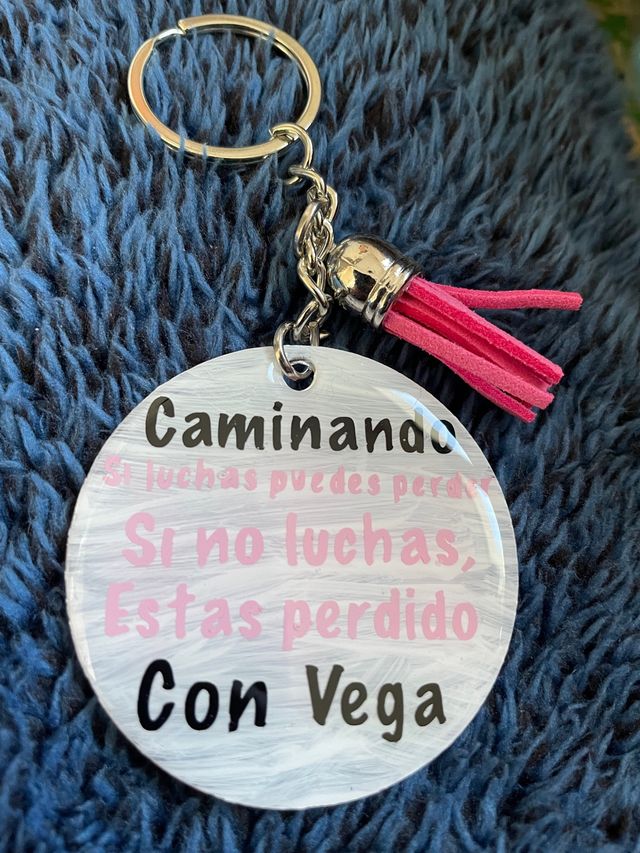 Caminando
Si luchas puedes perder
Si no luchas,
Estas perdido
Con Vega